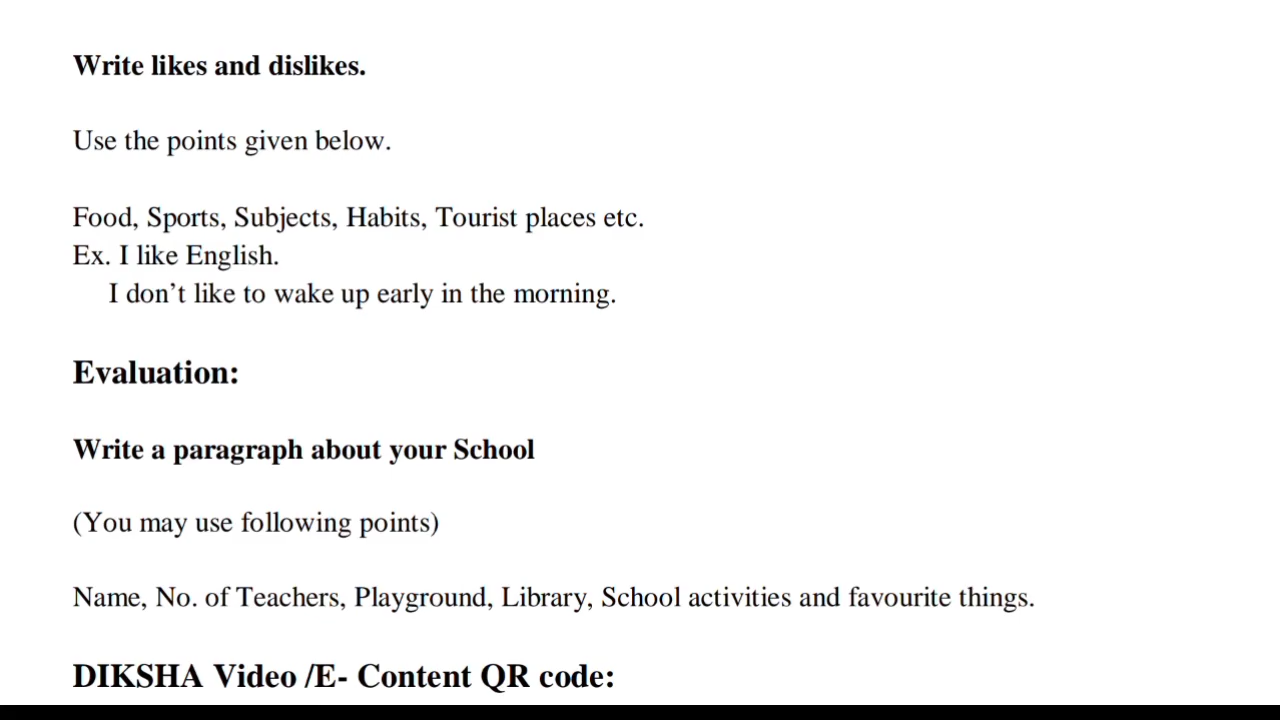 Write likes and dislikes.
Use the points given below.
Food, Sports, Subjects, Habits, Tourist places etc.
Ex. I like English.
I don’t like to wake up early in the morning.
Evaluation:
Write a paragraph about your School
(You may use following points)
Name, No. of Teachers, Playground, Library, School activities and favourite things.
DIKSHA Video /E- Content QR code: